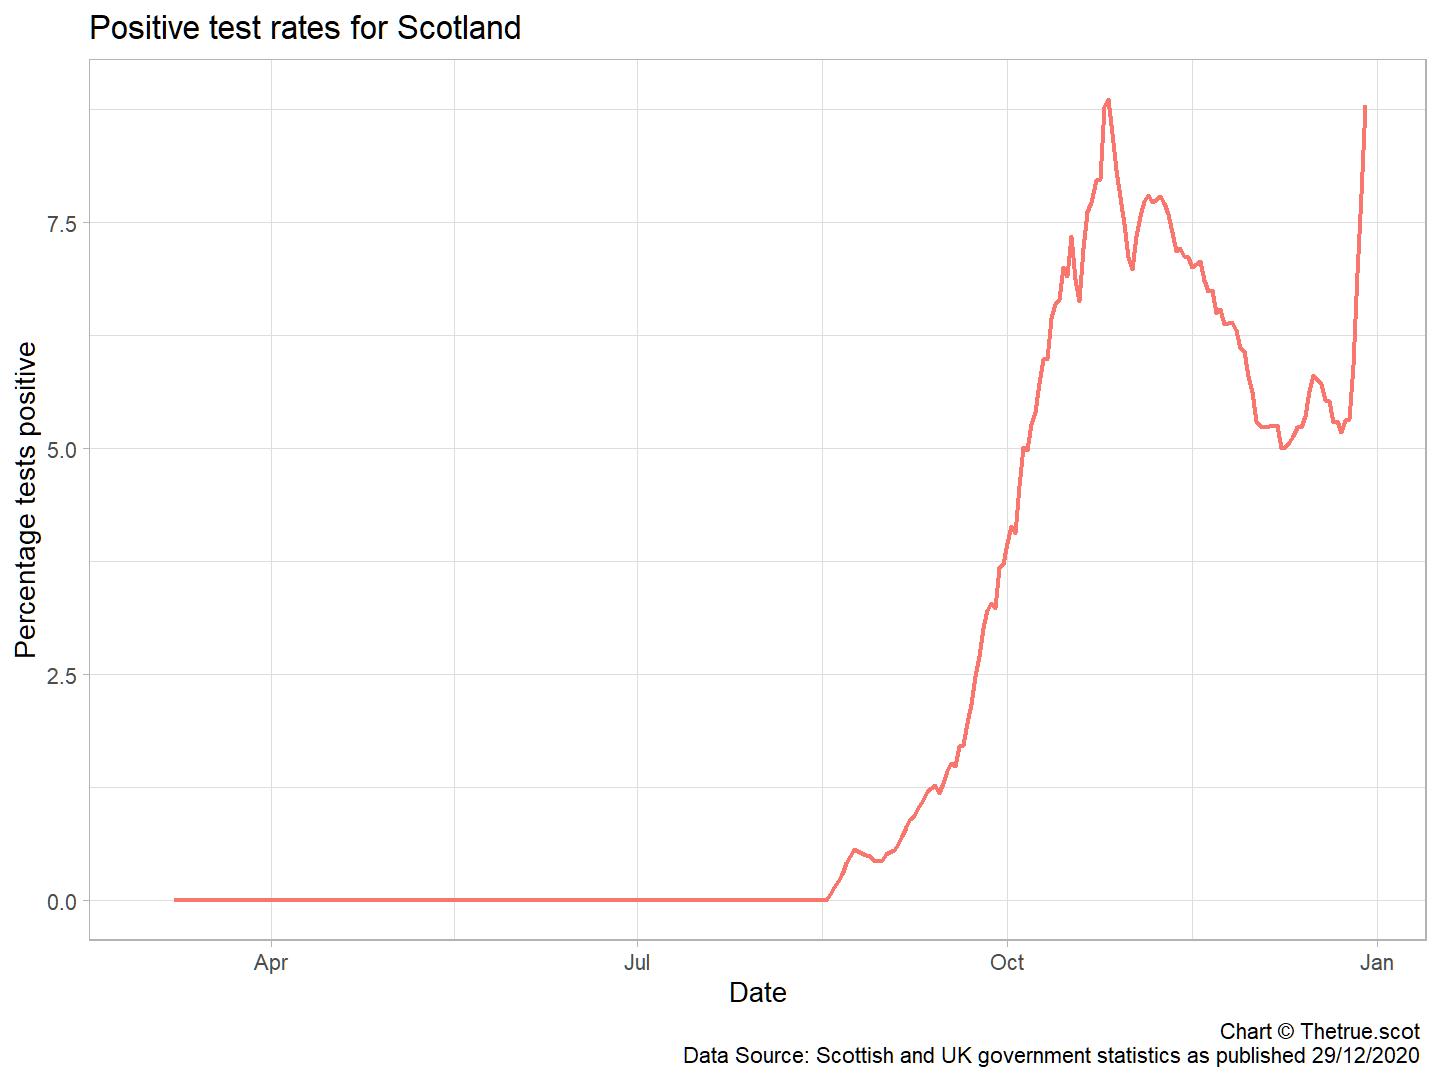 Positive test rates for Scotland
Percentage tests positive
7.5
5.0
2.5
0.0
Apr
Jul
Oct
Jan
Date
Chart © Thetrue.scot
Data Source: Scottish and UK government statistics as published 29/12/2020